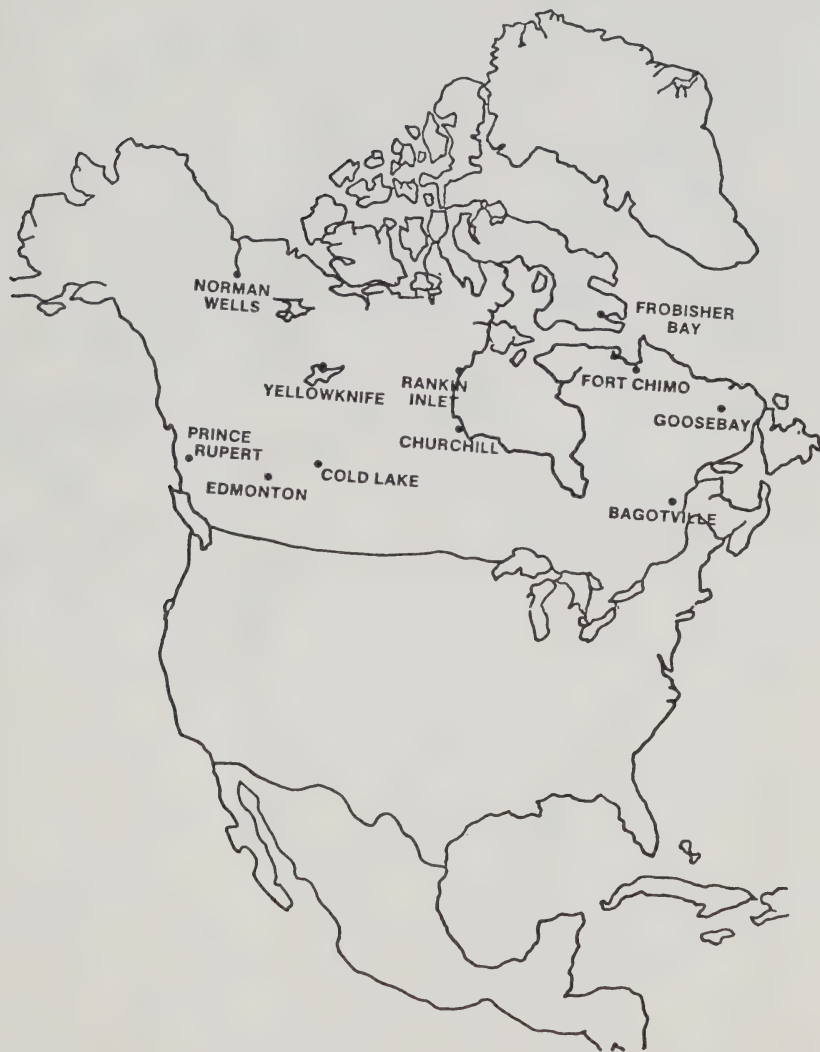 NORMAN
WELLS
FROBISHER
BAY
YELLOWKNIFE
RANKIN
INLET
FORT CHIMO
GOOSEBAY
PRINCE
RUPERT
CHURCHILL
EDMONTON
COLD LAKE
BAGOTVILLE